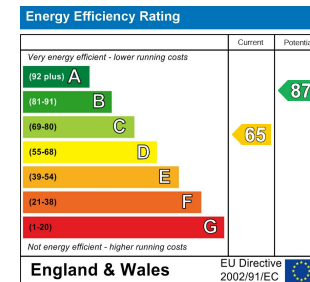 Energy Efficiency Rating
Current Potentia
Very energy efficient - lower running costs
(92 plus) A
(81-91) B
(69-80) C
(55-68) D
(39-54) E
(21-38) F
(1-20) G
65
87
Not energy efficient - higher running costs
England & Wales
EU Directive
2002/91/EC